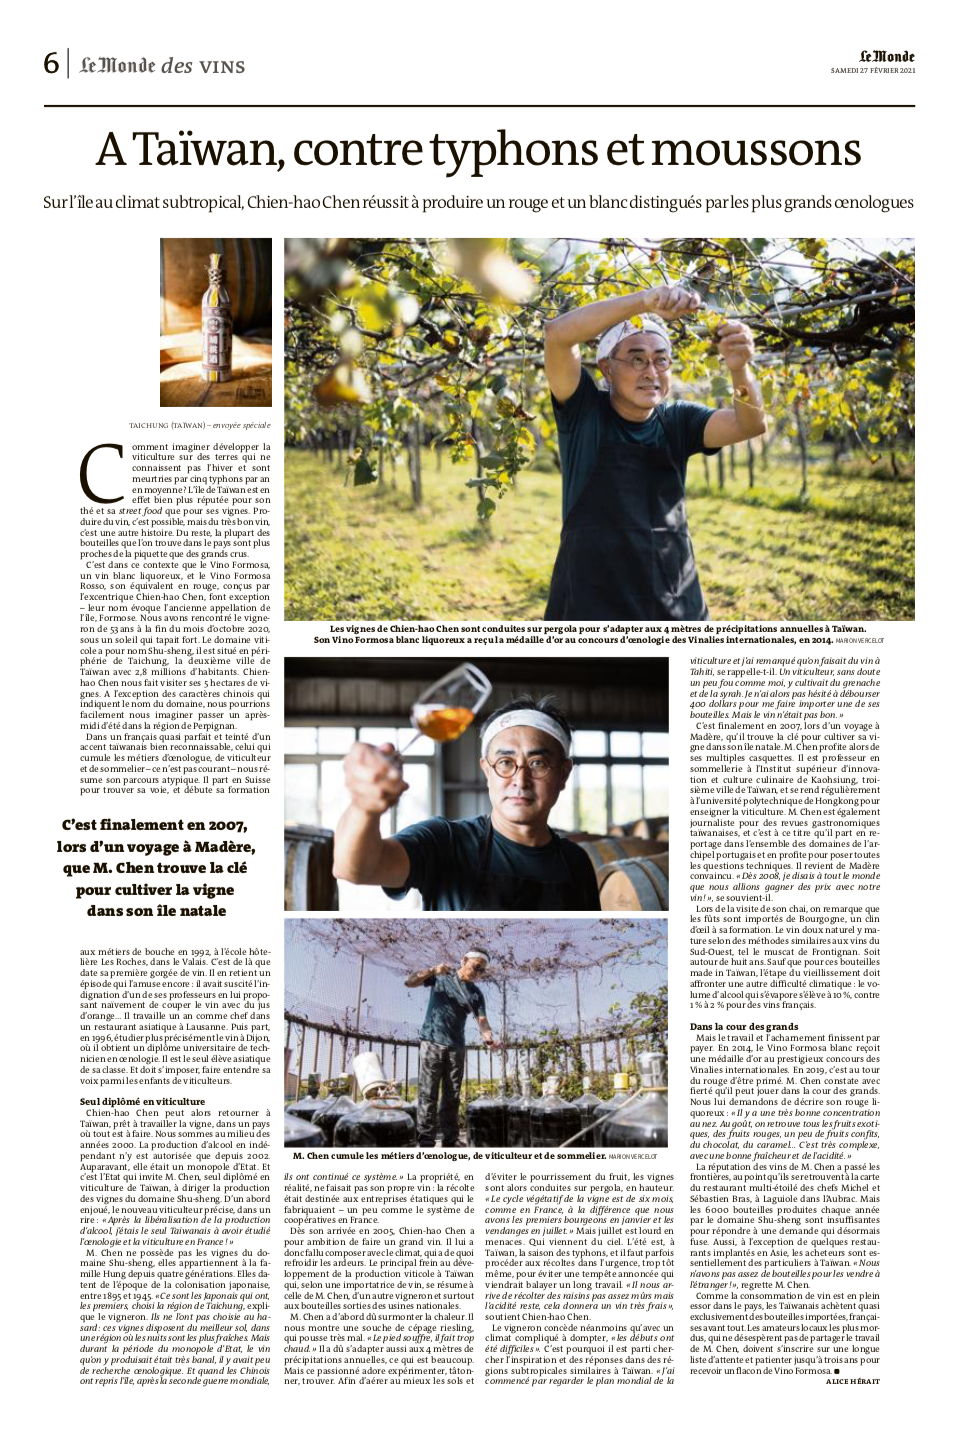 6 Le Monde des VINS
Le Monde
SAMEDI 27 FÉVRIER 2021
A Taïwan, contre typhons et moussons
Sur l'île au climat subtropical, Chien-hao Chen réussit à produire un rouge et un blanc distingués par les plus grands œnologues
TAICHUNG (TAÏWAN) – envoyée spéciale
Comment imaginer développer la
viticulture sur des terres qui ne
connaissent pas l'hiver et sont
meurtries par cinq typhons par an
en moyenne? L'île de Taïwan est en
effet bien plus réputée pour son
thé et sa street food que pour ses vignes. Pro-
duire du vin, c'est possible, mais du très bon vin,
c'est une autre histoire. Du reste, la plupart des
bouteilles que l'on trouve dans le pays sont plus
proches de la piquette que des grands crus.
C'est dans ce contexte que le Vino Formosa,
un vin blanc liquoreux, et le Vino Formosa
Rosso, son équivalent en rouge, conçus par
l'excentrique Chien-hao Chen, font exception
– leur nom évoque l'ancienne appellation de
l'île, Formose. Nous avons rencontré le vigne-
ron de 53 ans à la fin du mois d'octobre 2020,
sous un soleil qui tapait fort. Le domaine viti-
cole a pour nom Shu-sheng, il est situé en péri-
phérie de Taichung, la deuxième ville de
Taïwan avec 2,8 millions d'habitants. Chien-
hao Chen nous fait visiter ses 5 hectares de vi-
gnes. A l'exception des caractères chinois qui
indiquent le nom du domaine, nous pourrions
facilement nous imaginer passer un après-
midi d'été dans la région de Perpignan.
Dans un français quasi parfait et teinté d'un
accent taïwanais bien reconnaissable, celui qui
cumule les métiers d'œnologue, de viticulteur
et de sommelier – ce n'est pas courant – nous ré-
sume son parcours atypique. Il part en Suisse
pour trouver sa voie, et débute sa formation
C'est finalement en 2007,
lors d'un voyage à Madère,
que M. Chen trouve la clé
pour cultiver la vigne
dans son île natale
aux métiers de bouche en 1992, à l'école hôte-
lière Les Roches, dans le Valais. C'est de là que
date sa première gorgée de vin. Il en retient un
épisode qui l'amuse encore : il avait suscité l'in-
dignation d'un de ses professeurs en lui propo-
sant naïvement de couper le vin avec du jus
d'orange… Il travaille un an comme chef dans
un restaurant asiatique à Lausanne. Puis part,
en 1996, étudier plus précisément le vin à Dijon,
où il obtient un diplôme universitaire de tech-
nicien en œnologie. Il est le seul élève asiatique
de sa classe. Et doit s'imposer, faire entendre sa
voix parmi les enfants de viticulteurs.
Seul diplômé en viticulture
Chien-hao Chen peut alors retourner à
Taïwan, prêt à travailler la vigne, dans un pays
où tout est à faire. Nous sommes au milieu des
années 2000. La production d'alcool en indé-
pendant n'y est autorisée que depuis 2002.
Auparavant, elle était un monopole d'Etat. Et
c'est l'Etat qui invite M. Chen, seul diplômé en
viticulture de Taïwan, à diriger la production
des vignes du domaine Shu-sheng. D'un abord
enjoué, le nouveau viticulteur précise, dans un
rire : « Après la libéralisation de la production
d'alcool, j'étais le seul Taïwanais à avoir étudié
l'œnologie et la viticulture en France ! »
M. Chen ne possède pas les vignes du do-
maine Shu-sheng, elles appartiennent à la fa-
mille Hung depuis quatre générations. Elles da-
tent de l'époque de la colonisation japonaise,
entre 1895 et 1945. « Ce sont les Japonais qui ont,
les premiers, choisi la région de Taichung, expli-
que le vigneron. Ils ne l'ont pas choisie au ha-
sard : ces vignes disposent du meilleur sol, dans
une région où les nuits sont les plus fraîches. Mais
durant la période du monopole d'Etat, le vin
qu'on y produisait était très banal, il y avait peu
de recherche œnologique. Et quand les Chinois
ont repris l'île, après la seconde guerre mondiale,
Les vignes de Chien-hao Chen sont conduites sur pergola pour s'adapter aux 4 mètres de précipitations annuelles à Taïwan.
Son Vino Formosa blanc liquoreux a reçu la médaille d'or au concours d'œnologie des Vinalies internationales, en 2014. MARION VERCELOT
M. Chen cumule les métiers d'œnologue, de viticulteur et de sommelier. MARION VERCELOT
ils ont continué ce système. » La propriété, en
réalité, ne faisait pas son propre vin : la récolte
était destinée aux entreprises étatiques qui le
fabriquaient – un peu comme le système de
coopératives en France.
Dès son arrivée en 2005, Chien-hao Chen a
pour ambition de faire un grand vin. Il lui a
donc fallu composer avec le climat, qui a de quoi
refroidir les ardeurs. Le principal frein au déve-
loppement de la production viticole à Taïwan
qui, selon une importatrice de vin, se résume à
celle de M. Chen, d'un autre vigneron et surtout
aux bouteilles sorties des usines nationales.
M. Chen a d'abord dû surmonter la chaleur. Il
nous montre une souche de cépage riesling,
qui pousse très mal. « Le pied souffre, il fait trop
chaud. » Il a dû s'adapter aussi aux 4 mètres de
précipitations annuelles, ce qui est beaucoup.
Mais ce passionné adore expérimenter, tâton-
ner, trouver. Afin d'aérer au mieux les sols et
d'éviter le pourrissement du fruit, les vignes
sont alors conduites sur pergola, en hauteur.
« Le cycle végétatif de la vigne est de six mois,
comme en France, à la différence que nous
avons les premiers bourgeons en janvier et les
vendanges en juillet. » Mais juillet est lourd en
menaces. Qui viennent du ciel. L'été est, à
Taïwan, la saison des typhons, et il faut parfois
procéder aux récoltes dans l'urgence, trop tôt
même, pour éviter une tempête annoncée qui
viendrait balayer un long travail. « Il nous ar-
rive de récolter des raisins pas assez mûrs mais
l'acidité reste, cela donnera un vin très frais »,
soutient Chien-hao Chen.
Le vigneron concède néanmoins qu'avec un
climat compliqué à dompter, « les débuts ont
été difficiles ». C'est pourquoi il est parti cher-
cher l'inspiration et des réponses dans des ré-
gions subtropicales similaires à Taïwan. « J'ai
commencé par regarder le plan mondial de la
viticulture et j'ai remarqué qu'on faisait du vin à
Tahiti, se rappelle-t-il. Un viticulteur, sans doute
un peu fou comme moi, y cultivait du grenache
et de la syrah. Je n'ai alors pas hésité à débourser
400 dollars pour me faire importer une de ses
bouteilles. Mais le vin n'était pas bon. »
C'est finalement en 2007, lors d'un voyage à
Madère, qu'il trouve la clé pour cultiver sa vi-
gne dans son île natale. M. Chen profite alors de
ses multiples casquettes. Il est professeur en
sommellerie à l'Institut supérieur d'innova-
tion et culture culinaire de Kaohsiung, troi-
sième ville de Taïwan, et se rend régulièrement
à l'université polytechnique de Hongkong pour
enseigner la viticulture. M. Chen est également
journaliste pour des revues gastronomiques
taïwanaises, et c'est à ce titre qu'il part en re-
portage dans l'ensemble des domaines de l'ar-
chipel portugais et en profite pour poser toutes
les questions techniques. Il revient de Madère
convaincu. « Dès 2008, je disais à tout le monde
que nous allions gagner des prix avec notre
vin ! », se souvient-il.
Lors de la visite de son chai, on remarque que
les fûts sont importés de Bourgogne, un clin
d'œil à sa formation. Le vin doux naturel y ma-
ture selon des méthodes similaires aux vins du
Sud-Ouest, tel le muscat de Frontignan. Soit
autour de huit ans. Sauf que pour ces bouteilles
made in Taïwan, l'étape du vieillissement doit
affronter une autre difficulté climatique : le vo-
lume d'alcool qui s'évapore s'élève à 10 %, contre
1 % à 2 % pour des vins français.
Dans la cour des grands
Mais le travail et l'acharnement finissent par
payer. En 2014, le Vino Formosa blanc reçoit
une médaille d'or au prestigieux concours des
Vinalies internationales. En 2019, c'est au tour
du rouge d'être primé. M. Chen constate avec
fierté qu'il peut jouer dans la cour des grands.
Nous lui demandons de décrire son rouge li-
quoreux : « Il y a une très bonne concentration
au nez. Au goût, on retrouve tous les fruits exoti-
ques, des fruits rouges, un peu de fruits confits,
du chocolat, du caramel… C'est très complexe,
avec une bonne fraîcheur et de l'acidité. »
La réputation des vins de M. Chen a passé les
frontières, au point qu'ils se retrouvent à la carte
du restaurant multi-étoilé des chefs Michel et
Sébastien Bras, à Laguiole dans l'Aubrac. Mais
les 6000 bouteilles produites chaque année
par le domaine Shu-sheng sont insuffisantes
pour répondre à une demande qui désormais
fuse. Aussi, à l'exception de quelques restau-
rants implantés en Asie, les acheteurs sont es-
sentiellement des particuliers à Taïwan. « Nous
n'avons pas assez de bouteilles pour les vendre à
l'étranger ! », regrette M. Chen.
Comme la consommation de vin est en plein
essor dans le pays, les Taïwanais achètent quasi
exclusivement des bouteilles importées, françai-
ses avant tout. Les amateurs locaux les plus mor-
dus, qui ne désespèrent pas de partager le travail
de M. Chen, doivent s'inscrire sur une longue
liste d'attente et patienter jusqu'à trois ans pour
recevoir un flacon de Vino Formosa. ●
ALICE HÉRAIT